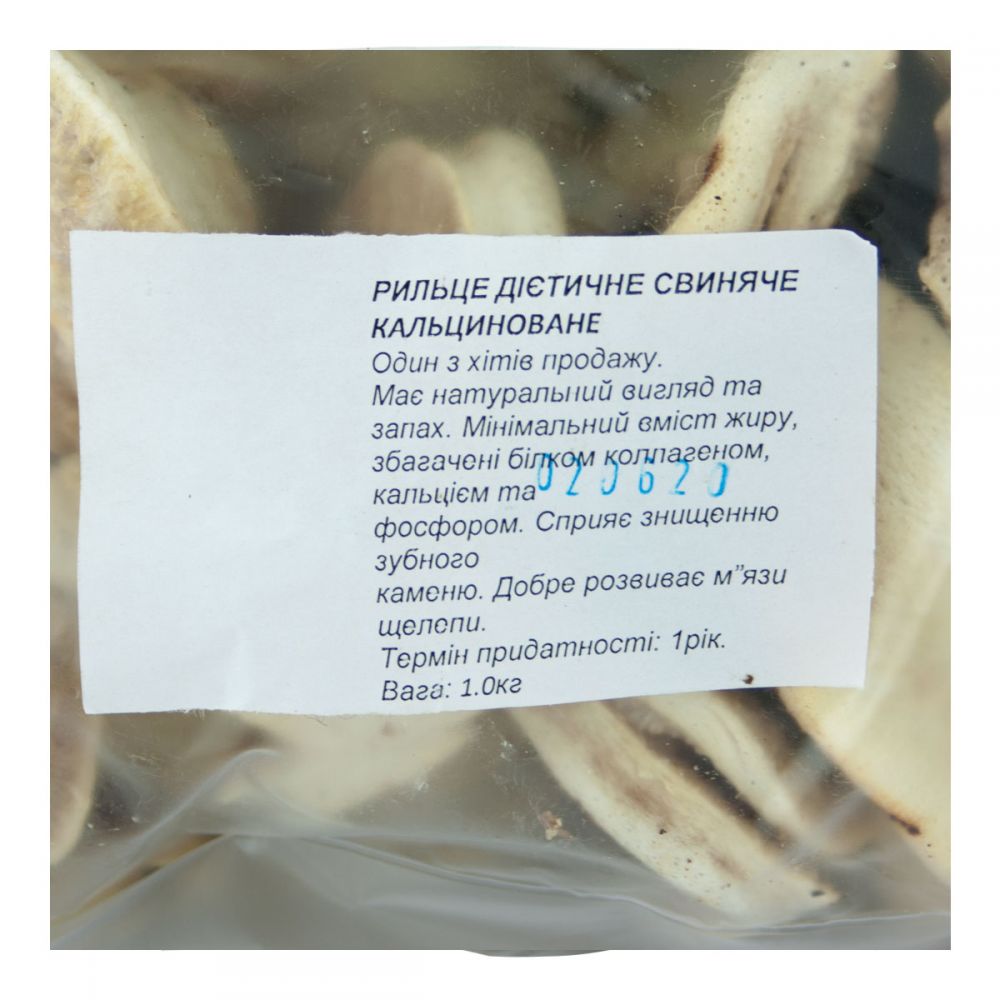 РИЛЬЦЕ ДІЄТИЧНЕ СВИНЯЧЕ
КАЛЬЦИНОВАНЕ
Один з хітів продажу.
Має натуральний вигляд та
запах. Мінімальний вміст жиру,
збагачені білком коллагеном,
кальцієм та
020620
фосфором. Сприяє знищенню
зубного
каменю. Добре розвиває м”язи
щелепи.
Термін придатності: 1рік.
Вага: 1.0кг